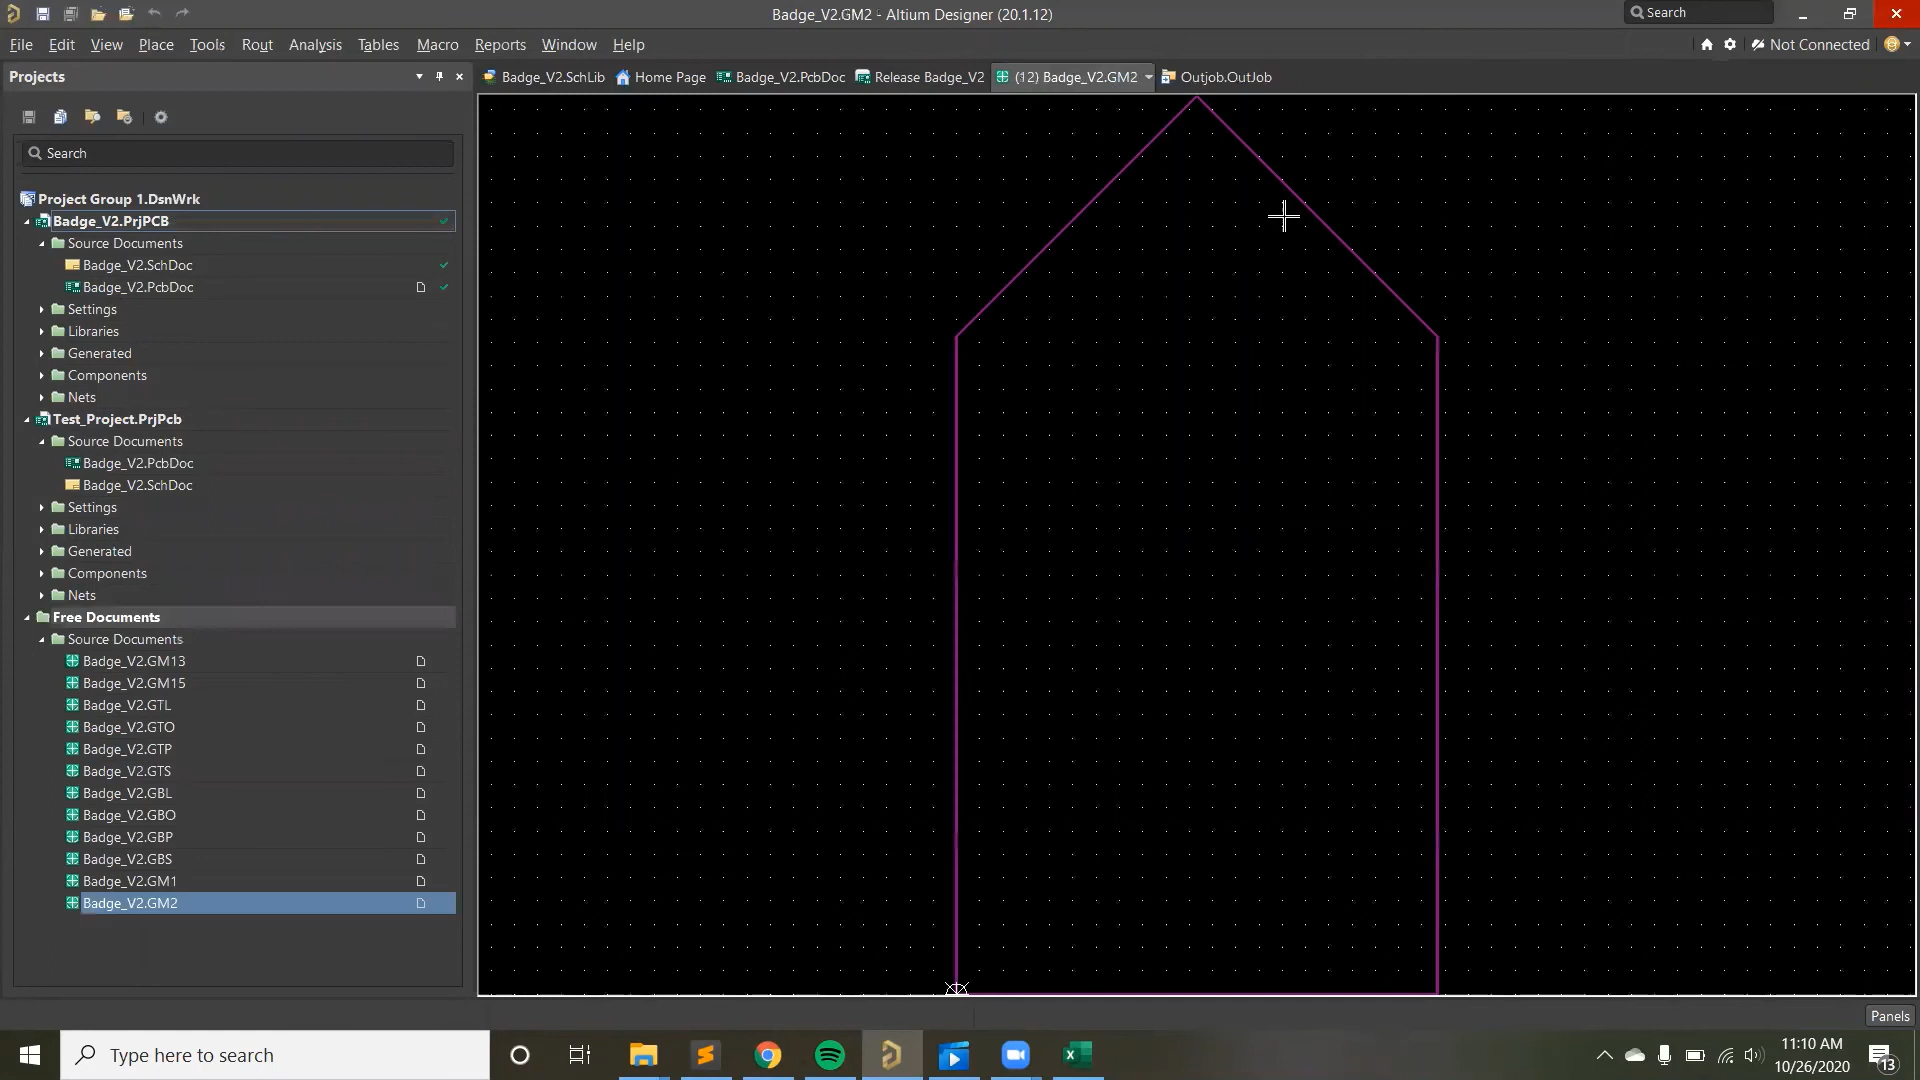 Badge_V2.GM2 - Altium Designer (20.1.12)
Search
File Edit View Place Tools Rout Analysis Tables Macro Reports Window Help
Not Connected
Projects
Badge_V2.SchLib Home Page Badge_V2.PcbDoc Release Badge_V2 (12) Badge_V2.GM2 Outjob.OutJob
Search
Project Group 1.DsnWrk
Badge_V2.PrjPCB
Source Documents
Badge_V2.SchDoc
Badge_V2.PcbDoc
Settings
Libraries
Generated
Components
Nets
Test_Project.PrjPcb
Source Documents
Badge_V2.PcbDoc
Badge_V2.SchDoc
Settings
Libraries
Generated
Components
Nets
Free Documents
Source Documents
Badge_V2.GM13
Badge_V2.GM15
Badge_V2.GTL
Badge_V2.GTO
Badge_V2.GTP
Badge_V2.GTS
Badge_V2.GBL
Badge_V2.GBO
Badge_V2.GBP
Badge_V2.GBS
Badge_V2.GM1
Badge_V2.GM2
Panels
Type here to search
11:10 AM
10/26/2020
13